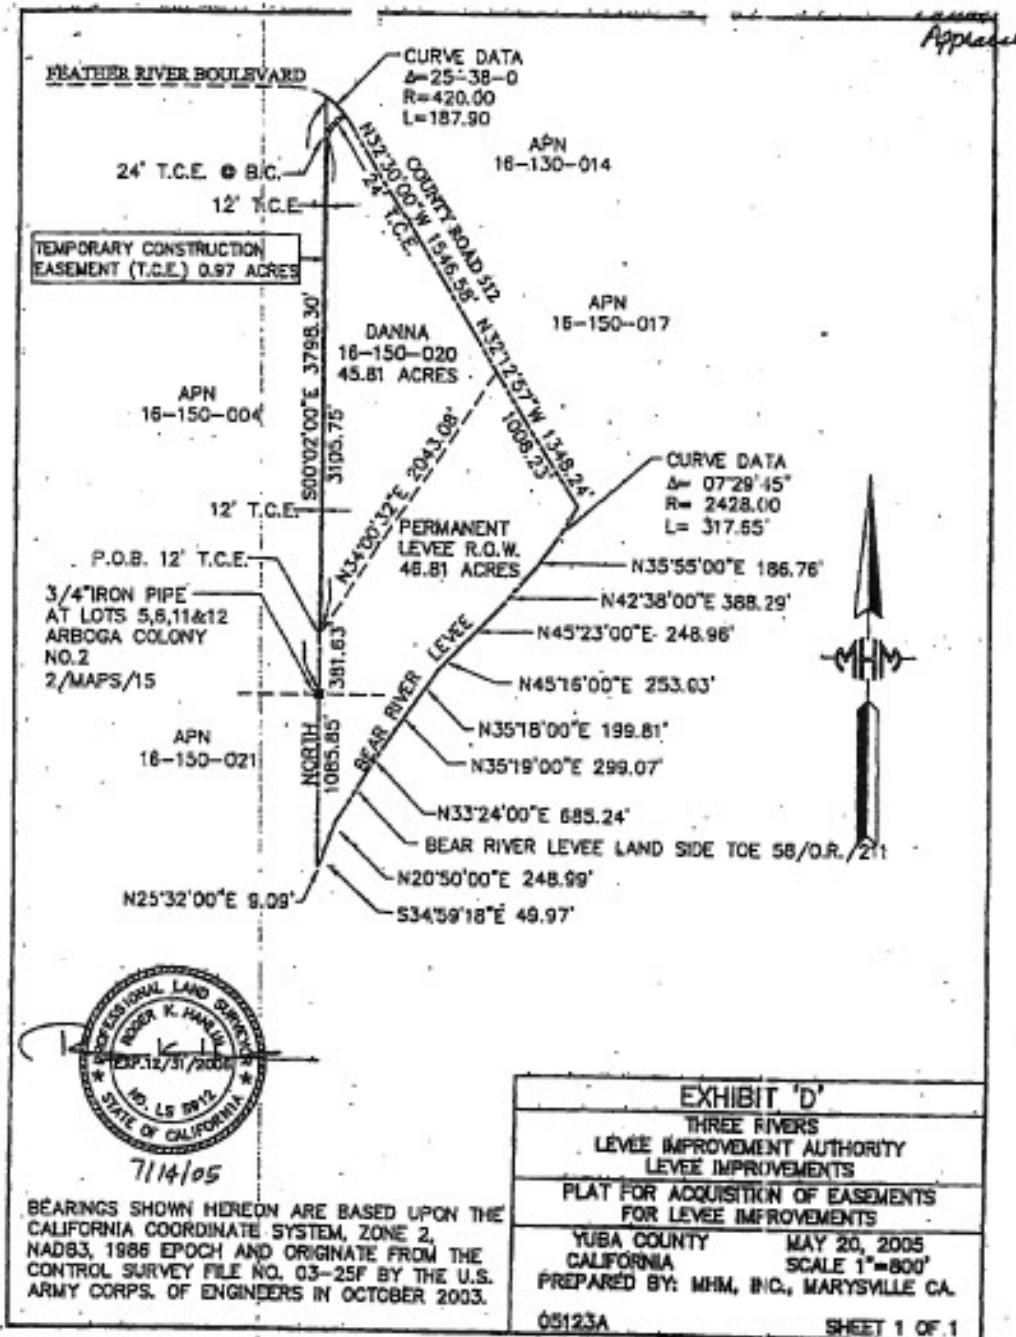 Appraisal
FEATHER RIVER BOULEVARD
CURVE DATA
Δ=25-38-0
R=420.00
L=187.90
APN
16-130-014
24' T.C.E. @ B.C.
12' T.C.E.
N32°30'00"W 1546.58'
COUNTY ROAD 512
24' T.C.E.
TEMPORARY CONSTRUCTION
EASEMENT (T.C.E.) 0.97 ACRES
APN
16-150-017
DANNA
16-150-020
45.81 ACRES
S00°02'00"E 3798.30'
3105.75'
N32°12'57"W 1348.24'
1008.23'
APN
16-150-004
N34°00'32"E 2043.08'
CURVE DATA
Δ= 07°29'45"
R= 2428.00
L= 317.65'
12' T.C.E.
PERMANENT
LEVEE R.O.W.
46.81 ACRES
P.O.B. 12' T.C.E.
N35°55'00"E 186.76'
3/4"IRON PIPE
AT LOTS 5,6,11&12
ARBOGA COLONY
NO.2
2/MAPS/15
N42°38'00"E 388.29'
N45°23'00"E 248.96'
381.63'
BEAR RIVER LEVEE
N45°16'00"E 253.03'
MHM
APN
16-150-021
NORTH
1085.85'
N35°18'00"E 199.81'
N35°19'00"E 299.07'
N33°24'00"E 685.24'
BEAR RIVER LEVEE LAND SIDE TOE 58/O.R./211
N20°50'00"E 248.99'
N25°32'00"E 9.09'
S34°59'18"E 49.97'
PROFESSIONAL LAND SURVEYOR
ROGER K. HANLIN
EXP.12/31/2005
NO. LS 5912
STATE OF CALIFORNIA
7/14/05
BEARINGS SHOWN HEREON ARE BASED UPON THE
CALIFORNIA COORDINATE SYSTEM, ZONE 2,
NAD83, 1986 EPOCH AND ORIGINATE FROM THE
CONTROL SURVEY FILE NO. 03-25F BY THE U.S.
ARMY CORPS. OF ENGINEERS IN OCTOBER 2003.
EXHIBIT 'D'
THREE RIVERS
LEVEE IMPROVEMENT AUTHORITY
LEVEE IMPROVEMENTS
PLAT FOR ACQUISITION OF EASEMENTS
FOR LEVEE IMPROVEMENTS
YUBA COUNTY
CALIFORNIA
MAY 20, 2005
SCALE 1"=800'
PREPARED BY: MHM, INC., MARYSVILLE CA.
05123A
SHEET 1 OF 1